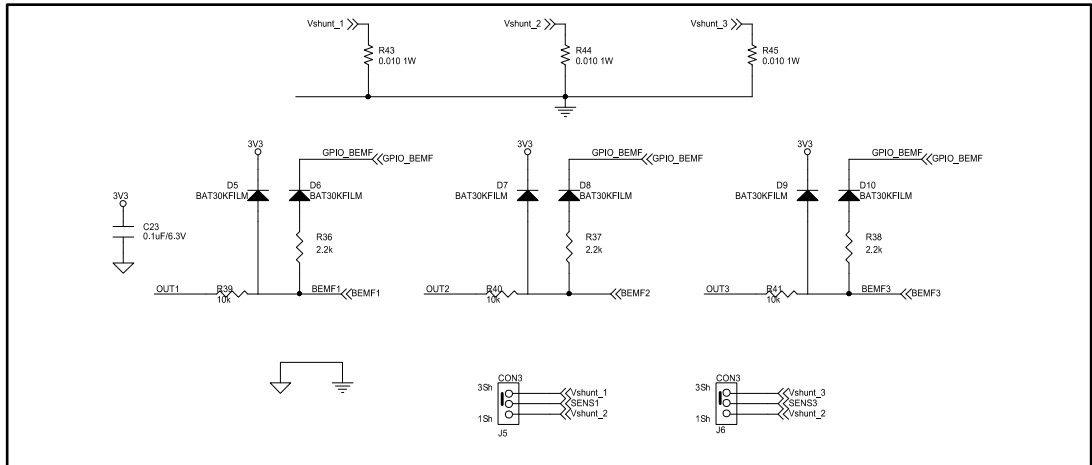 Vshunt_1
Vshunt_2
Vshunt_3
R43
0.010 1W
R44
0.010 1W
R45
0.010 1W
3V3
GPIO_BEMF
GPIO_BEMF
D5
BAT30KFILM
D6
BAT30KFILM
R36
2.2k
OUT1
R39
10k
BEMF1
BEMF1
3V3
C23
0.1uF/6.3V
3V3
GPIO_BEMF
GPIO_BEMF
D7
BAT30KFILM
D8
BAT30KFILM
R37
2.2k
OUT2
R40
10k
BEMF2
3V3
GPIO_BEMF
GPIO_BEMF
D9
BAT30KFILM
D10
BAT30KFILM
R38
2.2k
OUT3
R41
10k
BEMF3
BEMF3
CON3
3Sh
Vshunt_1
SENS1
1Sh
Vshunt_2
J5
CON3
3Sh
Vshunt_3
SENS3
1Sh
Vshunt_2
J6